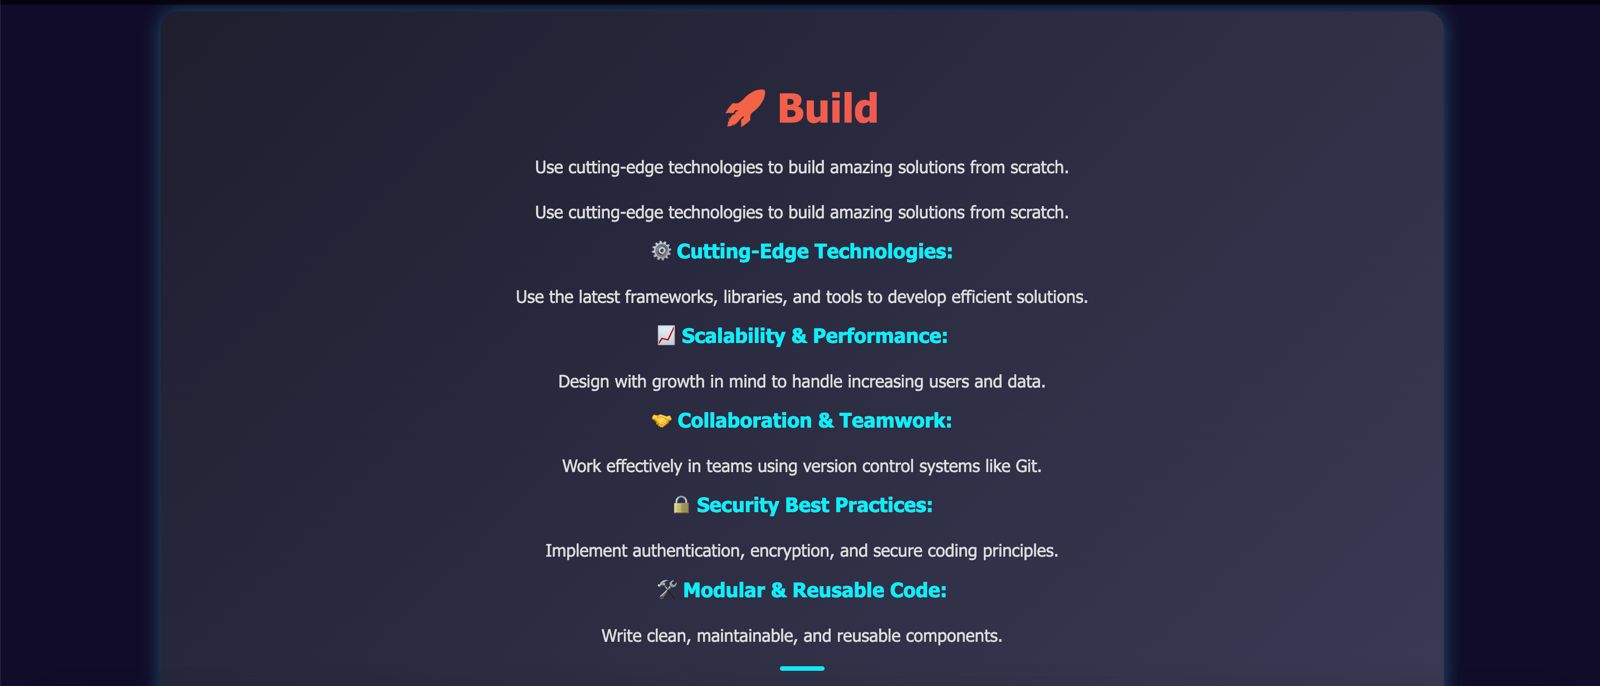 🚀 Build
Use cutting-edge technologies to build amazing solutions from scratch.
Use cutting-edge technologies to build amazing solutions from scratch.
⚙️ Cutting-Edge Technologies:
Use the latest frameworks, libraries, and tools to develop efficient solutions.
📈 Scalability & Performance:
Design with growth in mind to handle increasing users and data.
🤝 Collaboration & Teamwork:
Work effectively in teams using version control systems like Git.
🔒 Security Best Practices:
Implement authentication, encryption, and secure coding principles.
🛠️ Modular & Reusable Code:
Write clean, maintainable, and reusable components.